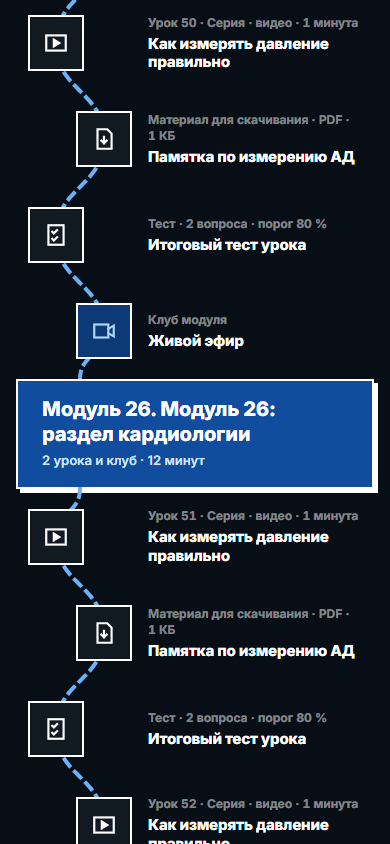 Урок 50 · Серия · видео · 1 минута
Как измерять давление
правильно
Материал для скачивания · PDF ·
1 КБ
Памятка по измерению АД
Тест · 2 вопроса · порог 80 %
Итоговый тест урока
Клуб модуля
Живой эфир
Модуль 26. Модуль 26:
раздел кардиологии
2 урока и клуб · 12 минут
Урок 51 · Серия · видео · 1 минута
Как измерять давление
правильно
Материал для скачивания · PDF ·
1 КБ
Памятка по измерению АД
Тест · 2 вопроса · порог 80 %
Итоговый тест урока
Урок 52 · Серия · видео · 1 минута
Как измерять давление
правильно